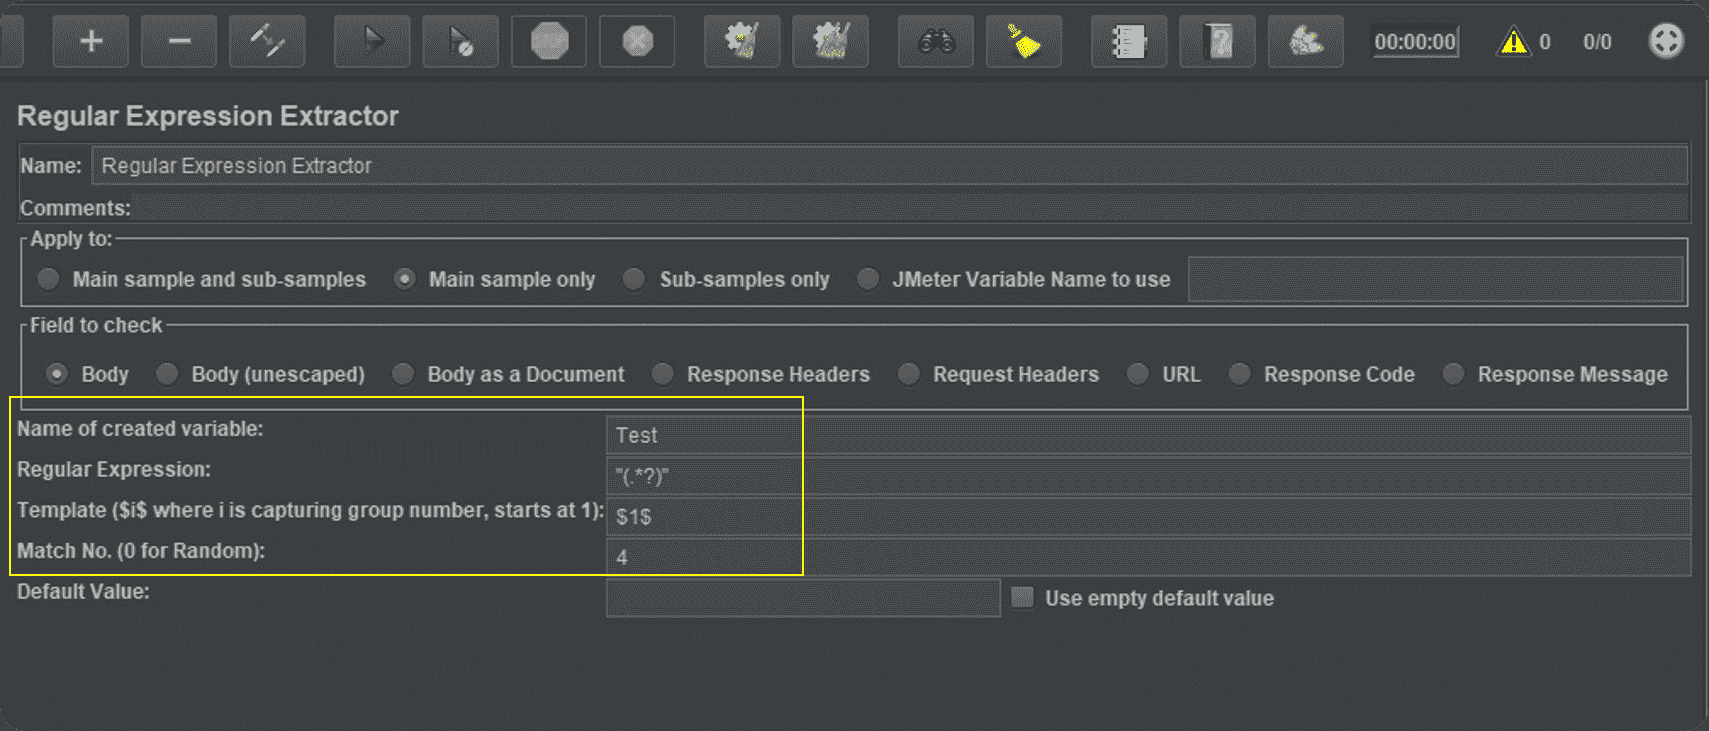 00:00:00 0 0/0
Regular Expression Extractor
Name: Regular Expression Extractor
Comments:
Apply to:
Main sample and sub-samples Main sample only Sub-samples only JMeter Variable Name to use
Field to check
Body Body (unescaped) Body as a Document Response Headers Request Headers URL Response Code Response Message
Name of created variable: Test
Regular Expression: "(.*?)"
Template ($i$ where i is capturing group number, starts at 1): $1$
Match No. (0 for Random): 4
Default Value: Use empty default value